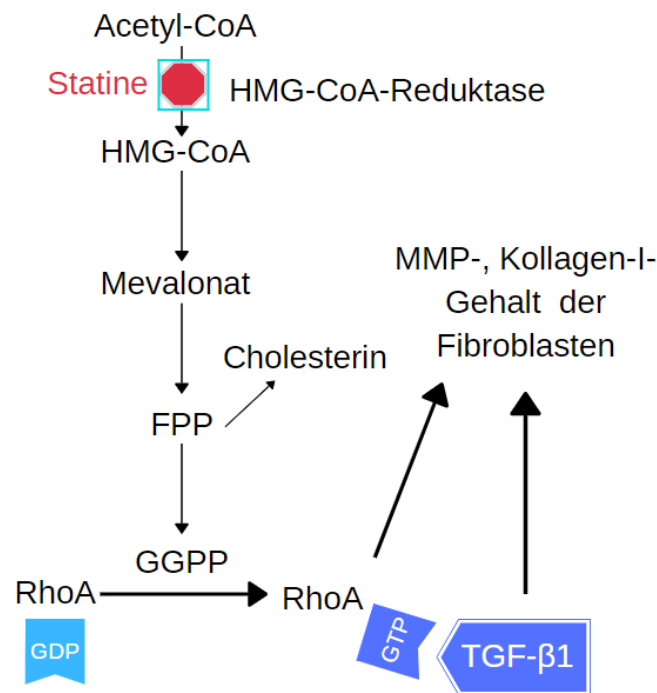 Acetyl-CoA
Statine
HMG-CoA-Reduktase
HMG-CoA
Mevalonat
MMP-, Kollagen-I-
Gehalt der
Fibroblasten
Cholesterin
FPP
GGPP
RhoA
RhoA
GDP
GTP
TGF-β1